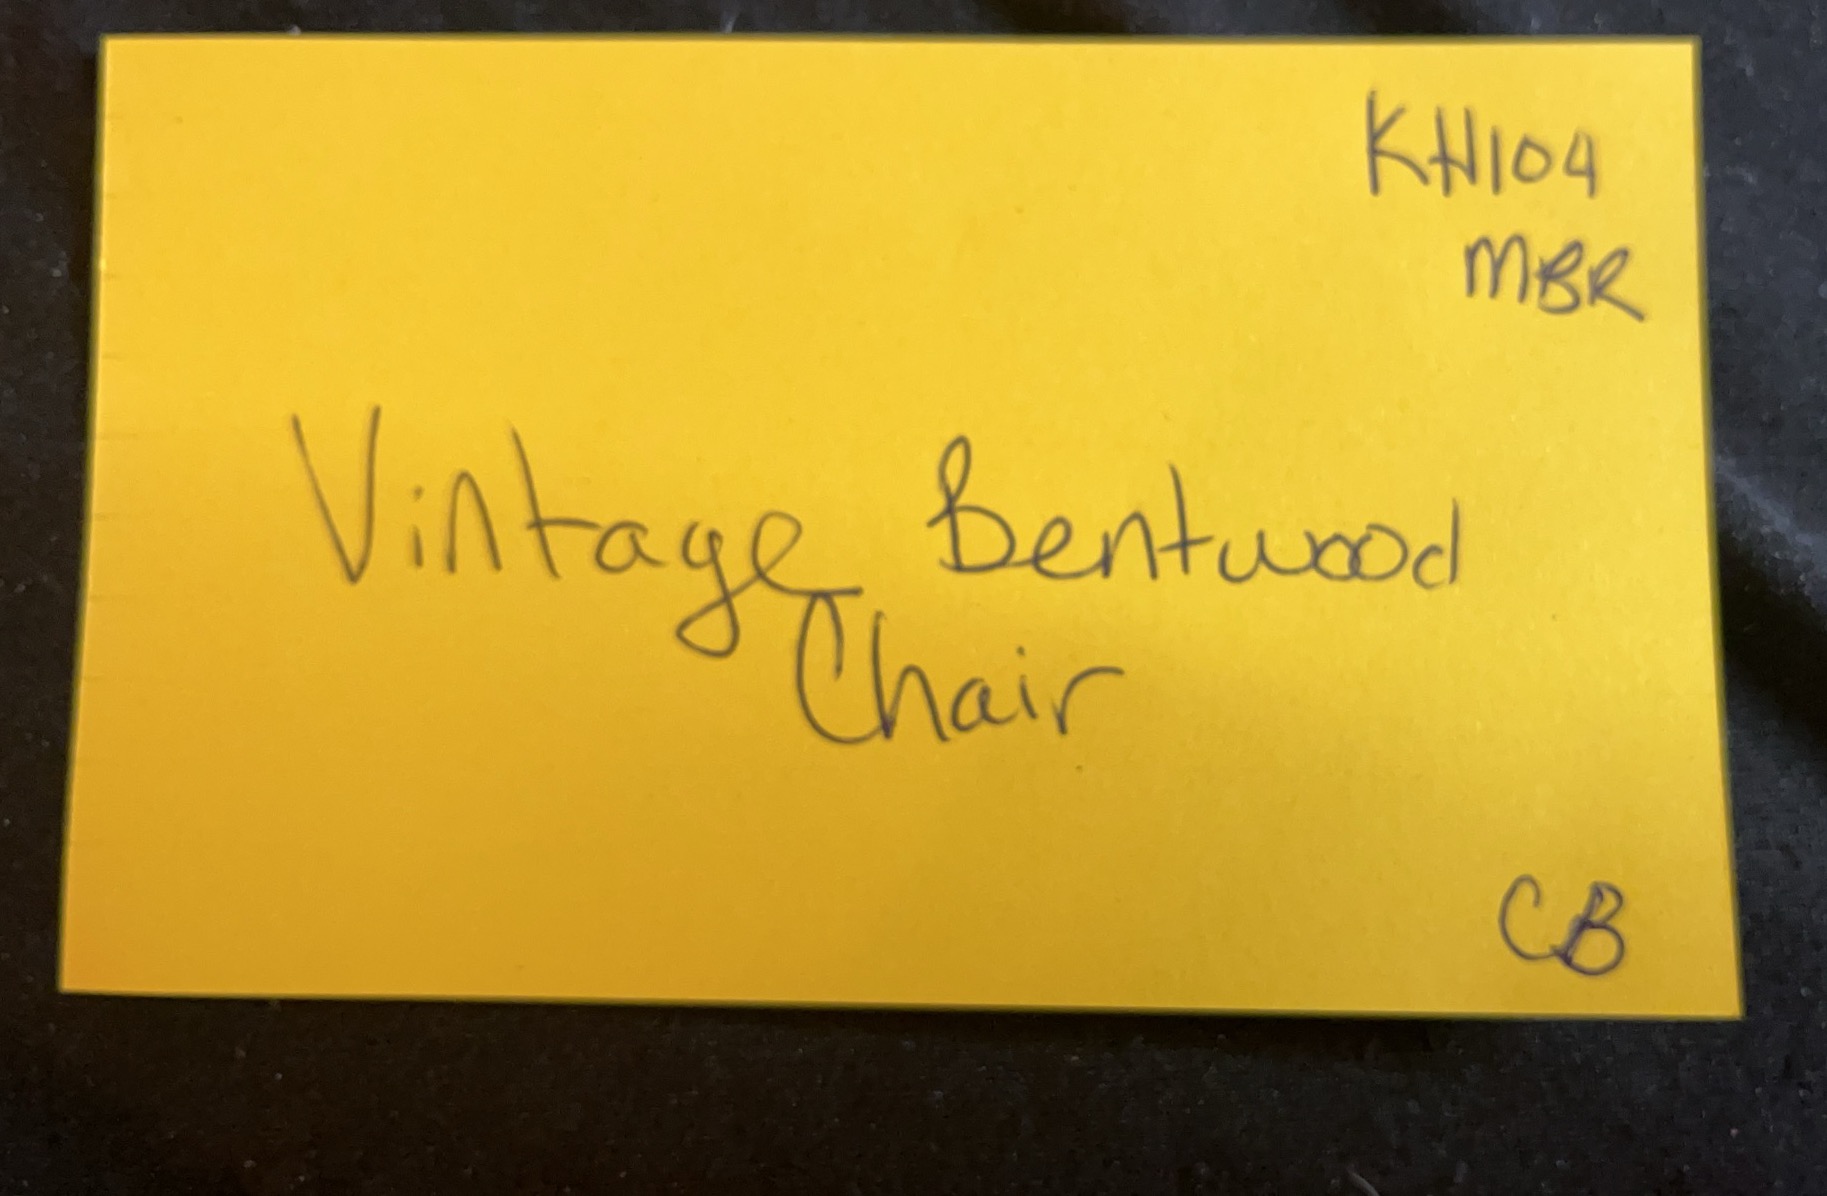 KH104
MBR
Vintage Bentwood
Chair
CB